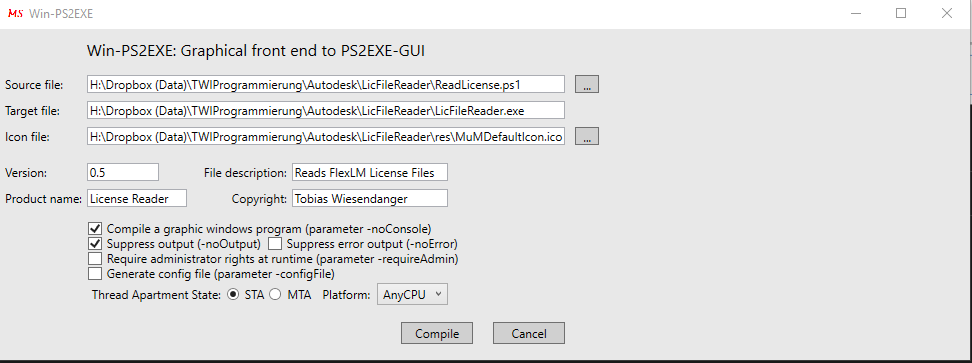 MS Win-PS2EXE
Win-PS2EXE: Graphical front end to PS2EXE-GUI
Source file: H:\Dropbox (Data)\TWIProgrammierung\Autodesk\LicFileReader\ReadLicense.ps1 ...
Target file: H:\Dropbox (Data)\TWIProgrammierung\Autodesk\LicFileReader\LicFileReader.exe
Icon file: H:\Dropbox (Data)\TWIProgrammierung\Autodesk\LicFileReader\res\MuMDefaultIcon.ico ...
Version: 0.5 File description: Reads FlexLM License Files
Product name: License Reader Copyright: Tobias Wiesendanger
Compile a graphic windows program (parameter -noConsole)
Suppress output (-noOutput) Suppress error output (-noError)
Require administrator rights at runtime (parameter -requireAdmin)
Generate config file (parameter -configFile)
Thread Apartment State: STA MTA Platform: AnyCPU
Compile Cancel